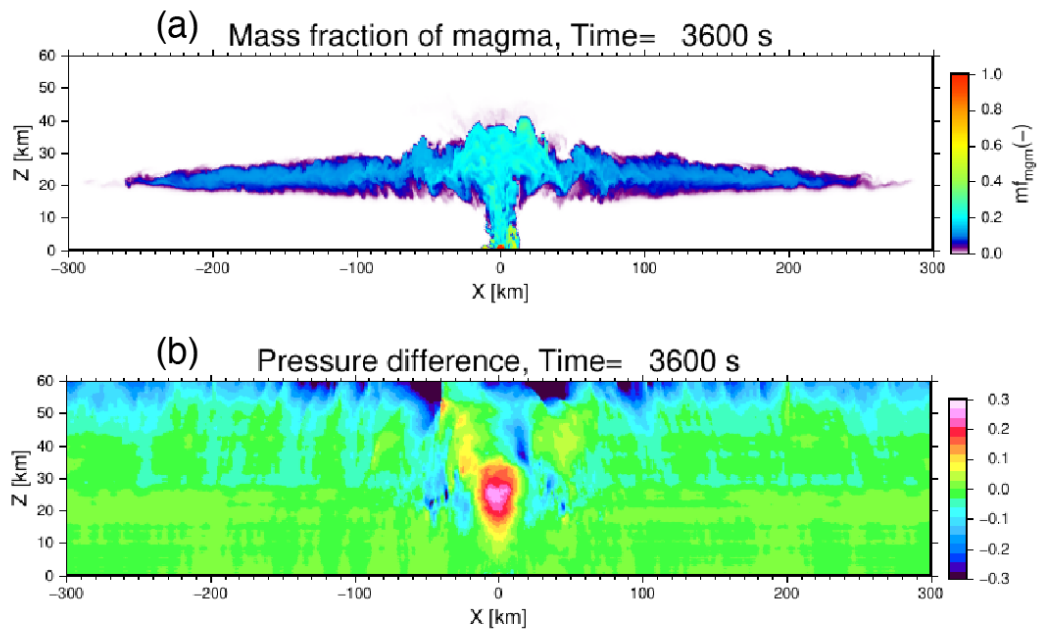 (a)
Mass fraction of magma, Time= 3600 s
60
50
40
30
20
10
0
Z [km]
−300 −200 −100 0 100 200 300
X [km]
1.0
0.8
0.6
0.4
0.2
0.0
mf_mgm(−)
(b)
Pressure difference, Time= 3600 s
60
50
40
30
20
10
0
Z [km]
−300 −200 −100 0 100 200 300
X [km]
0.3
0.2
0.1
0.0
−0.1
−0.2
−0.3